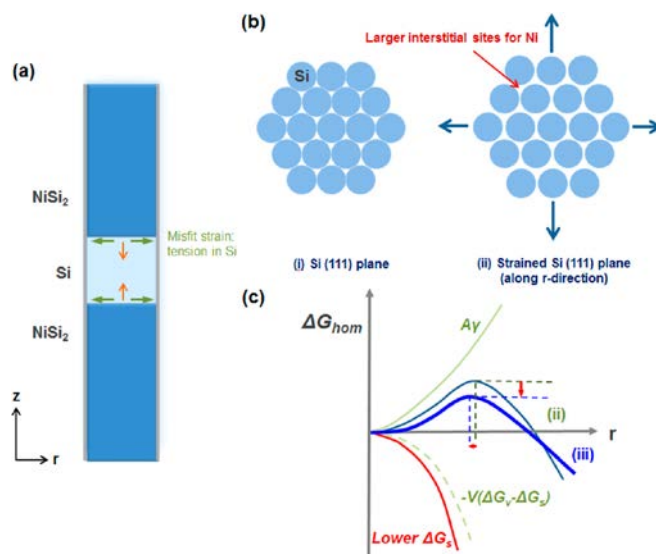 (a)
NiSi2
Si
NiSi2
Misfit strain:
tension in Si
z
r
(b)
Larger interstitial sites for Ni
Si
(i) Si (111) plane
(ii) Strained Si (111) plane
(along r-direction)
(c)
ΔGhom
Aγ
(ii)
r
(iii)
-V(ΔGv-ΔGs)
Lower ΔGs